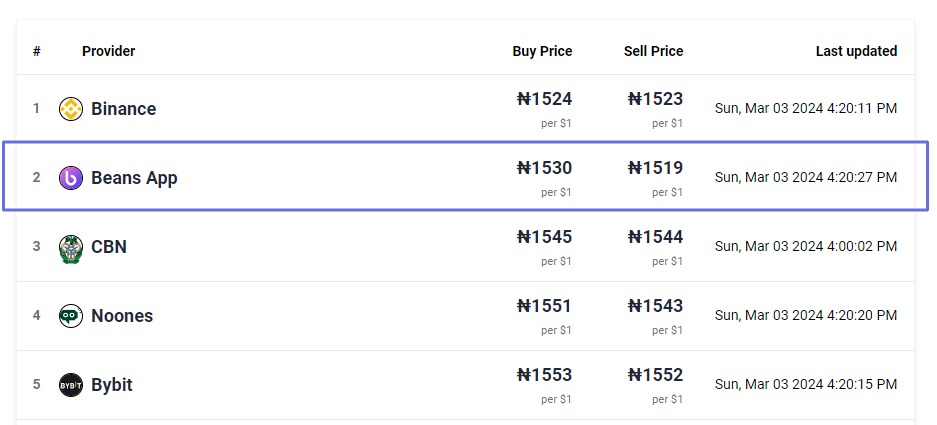 # Provider Buy Price Sell Price Last updated
1 Binance ₦1524 ₦1523 Sun, Mar 03 2024 4:20:11 PM
per $1 per $1
2 Beans App ₦1530 ₦1519 Sun, Mar 03 2024 4:20:27 PM
per $1 per $1
3 CBN ₦1545 ₦1544 Sun, Mar 03 2024 4:00:02 PM
per $1 per $1
4 Noones ₦1551 ₦1543 Sun, Mar 03 2024 4:20:20 PM
per $1 per $1
5 BYBIT Bybit ₦1553 ₦1552 Sun, Mar 03 2024 4:20:15 PM
per $1 per $1